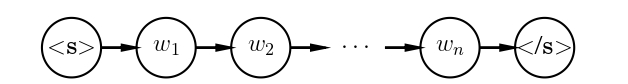 <s> w₁ w₂ ··· wₙ </s>